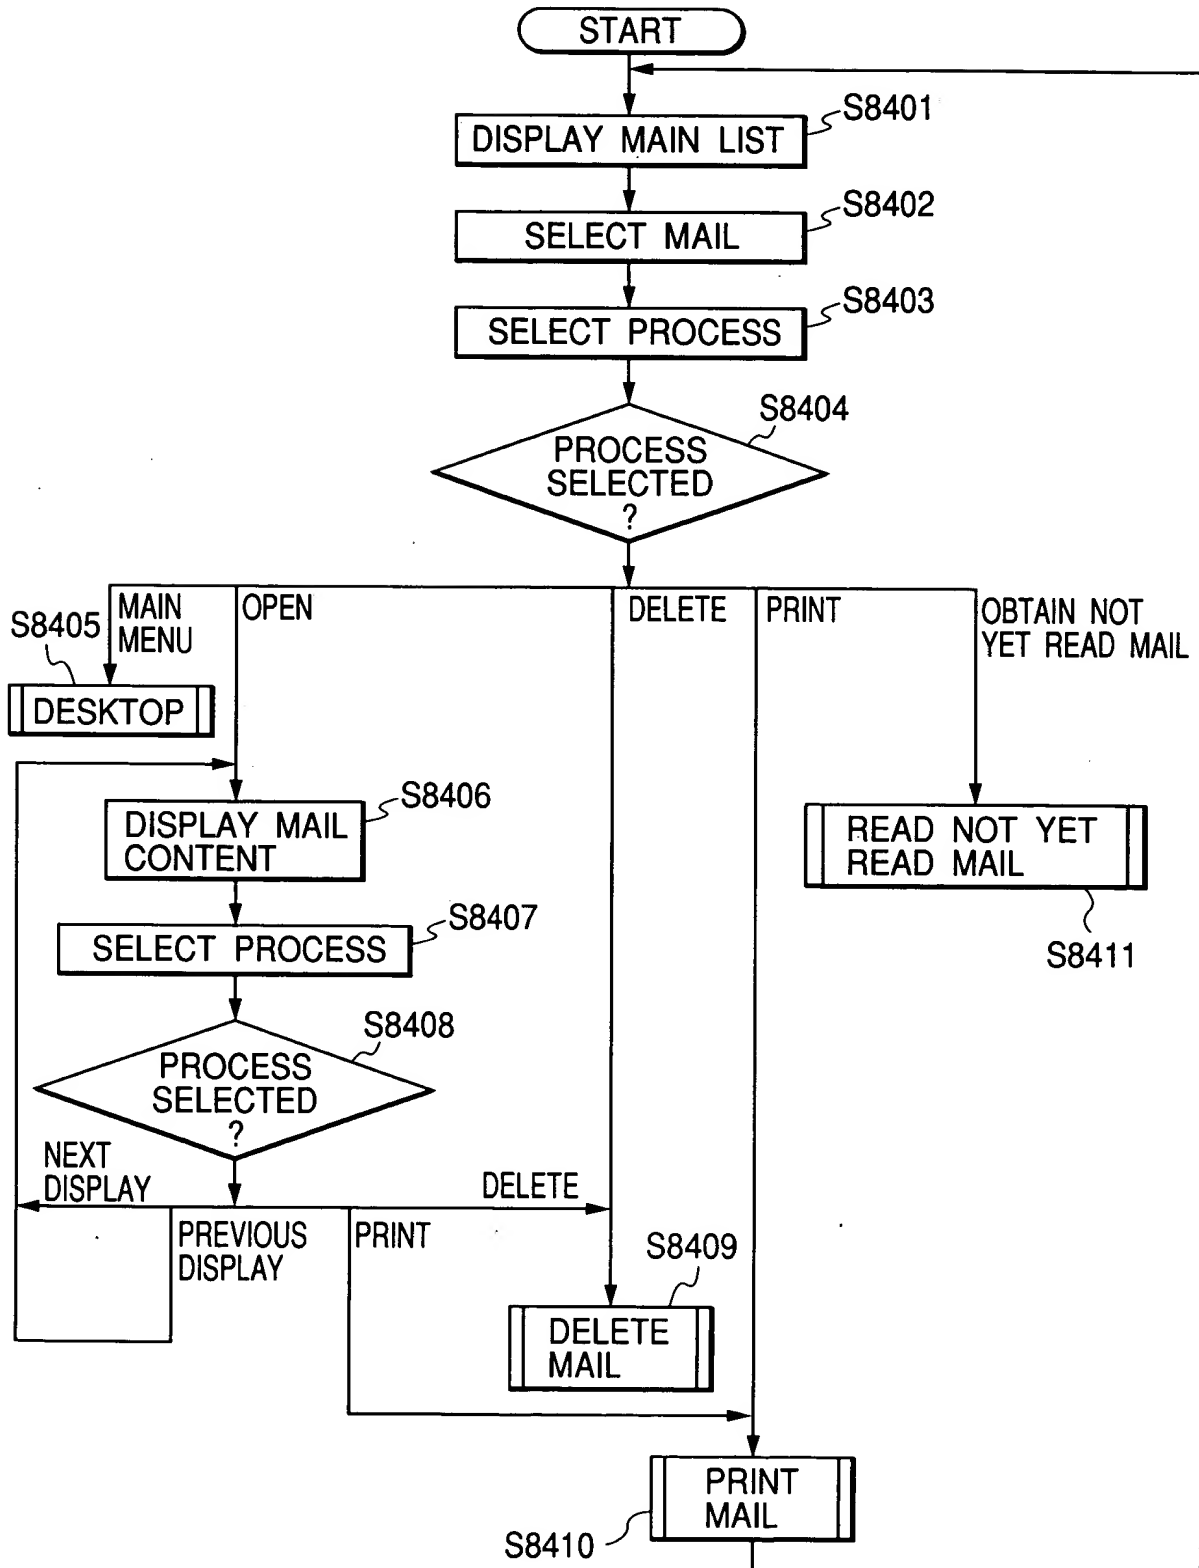 START
S8401
DISPLAY MAIN LIST
S8402
SELECT MAIL
S8403
SELECT PROCESS
S8404
PROCESS
SELECTED
?
MAIN
MENU
OPEN
DELETE
PRINT
OBTAIN NOT
YET READ MAIL
S8405
DESKTOP
S8406
DISPLAY MAIL
CONTENT
READ NOT YET
READ MAIL
S8411
S8407
SELECT PROCESS
S8408
PROCESS
SELECTED
?
NEXT
DISPLAY
PREVIOUS
DISPLAY
PRINT
DELETE
S8409
DELETE
MAIL
PRINT
MAIL
S8410